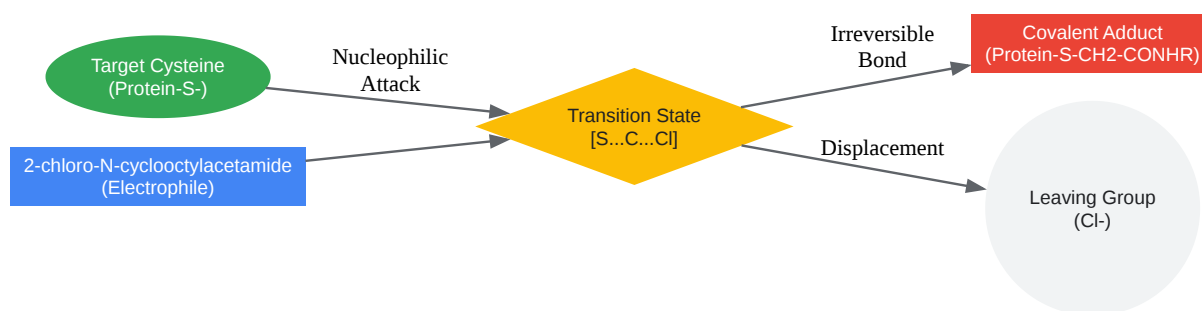 Target Cysteine
(Protein-S-)
2-chloro-N-cyclooctylacetamide
(Electrophile)
Nucleophilic
Attack
Transition State
[S...C...Cl]
Irreversible
Bond
Displacement
Covalent Adduct
(Protein-S-CH2-CONHR)
Leaving Group
(Cl-)